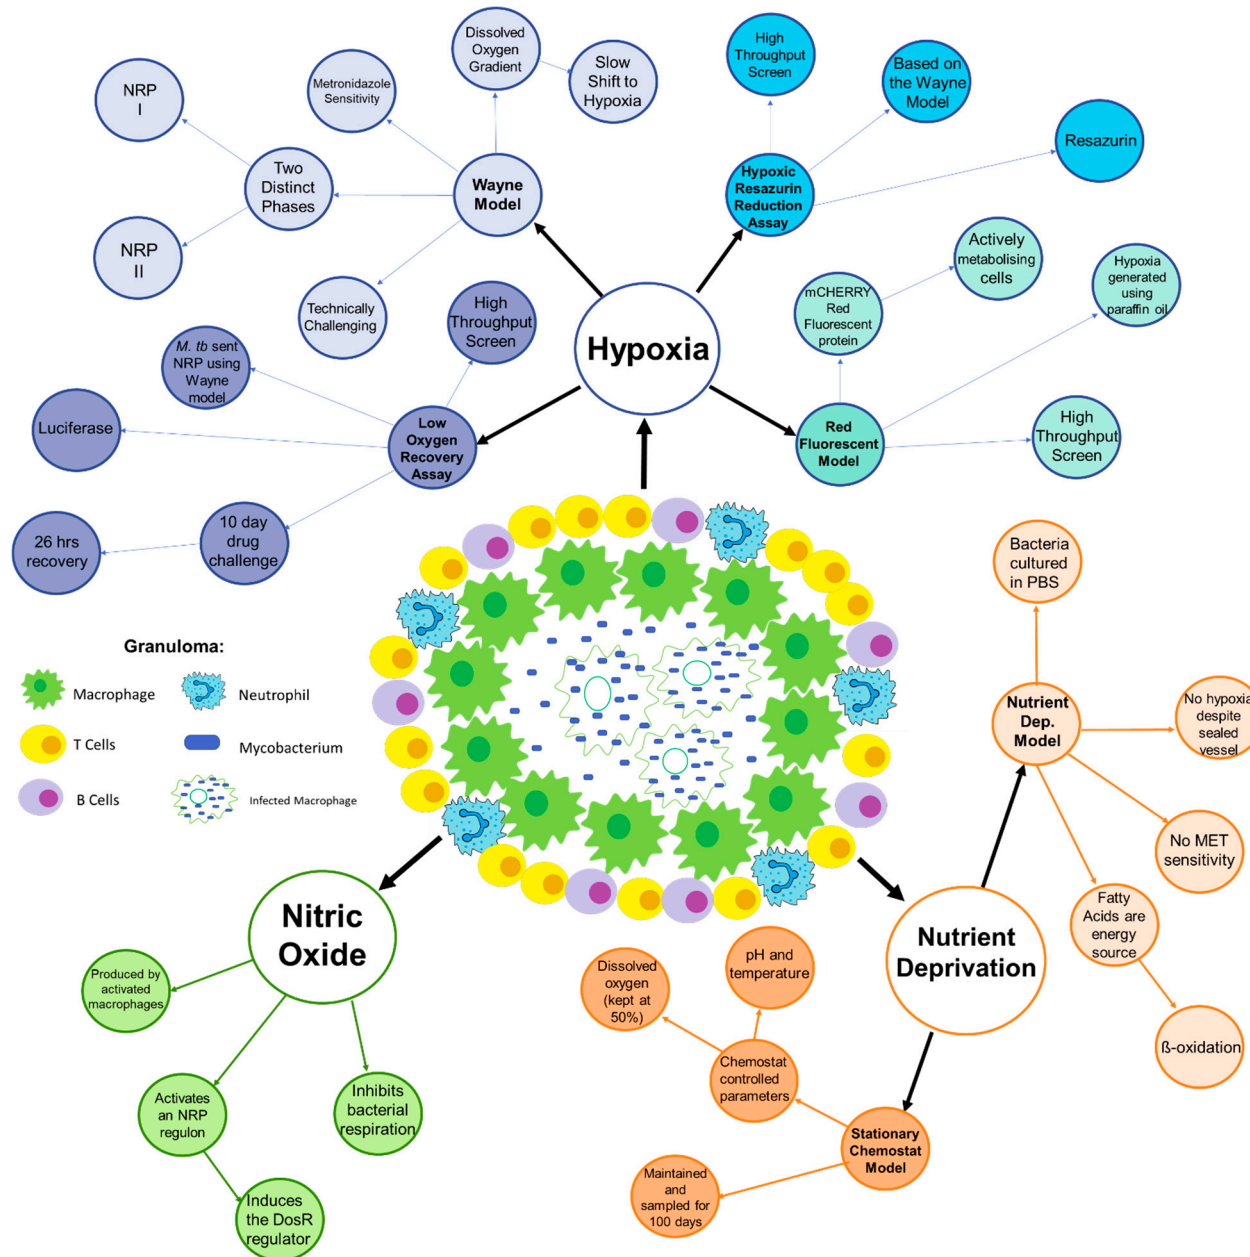 Dissolved
Oxygen
Gradient
Slow
Shift to
Hypoxia
Metronidazole
Sensitivity
NRP
I
Two
Distinct
Phases
NRP
II
Wayne
Model
Technically
Challenging
High
Throughput
Screen
Based on
the Wayne
Model
Resazurin
Hypoxic
Resazurin
Reduction
Assay
Hypoxia
High
Throughput
Screen
M. tb sent
NRP using
Wayne
model
Luciferase
Low
Oxygen
Recovery
Assay
10 day
drug
challenge
26 hrs
recovery
Actively
metabolising
cells
mCHERRY
Red
Fluorescent
protein
Hypoxia
generated
using
paraffin oil
Red
Fluorescent
Model
High
Throughput
Screen
Granuloma:
Macrophage
Neutrophil
T Cells
Mycobacterium
B Cells
Infected Macrophage
Bacteria
cultured
in PBS
Nutrient
Dep.
Model
No hypoxia
despite
sealed
vessel
No MET
sensitivity
Fatty
Acids are
energy
source
ß-oxidation
Nutrient
Deprivation
pH and
temperature
Dissolved
oxygen
(kept at
50%)
Chemostat
controlled
parameters
Stationary
Chemostat
Model
Maintained
and
sampled for
100 days
Nitric
Oxide
Produced by
activated
macrophages
Activates
an NRP
regulon
Inhibits
bacterial
respiration
Induces
the DosR
regulator